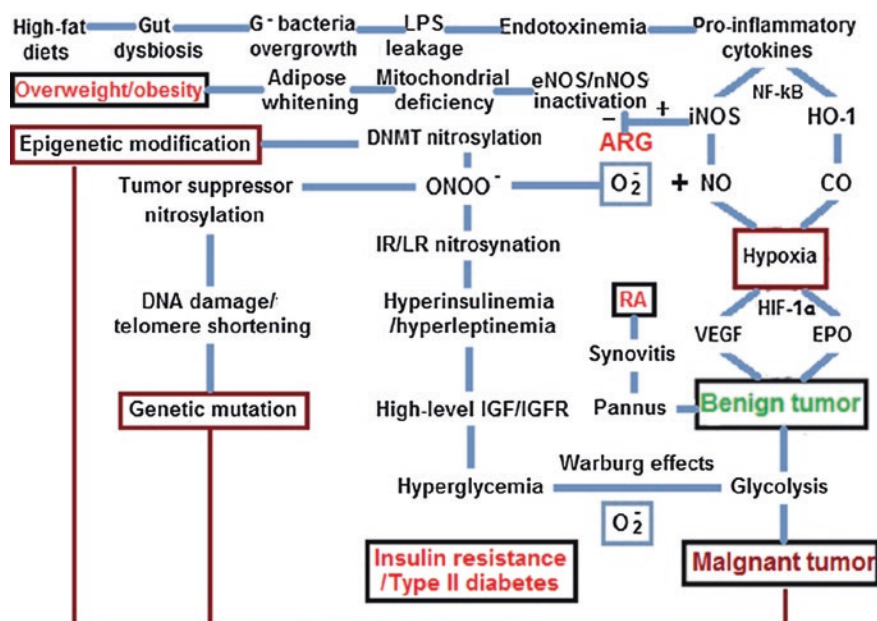 High-fat diets
Gut dysbiosis
G⁻ bacteria overgrowth
LPS leakage
Endotoxinemia
Pro-inflammatory cytokines
Overweight/obesity
Adipose whitening
Mitochondrial deficiency
eNOS/nNOS inactivation
NF-kB
− +
iNOS
HO-1
ARG
Epigenetic modification
DNMT nitrosylation
Tumor suppressor nitrosylation
ONOO⁻
O₂⁻
+ NO
CO
IR/LR nitrosynation
Hypoxia
DNA damage/ telomere shortening
Hyperinsulinemia /hyperleptinemia
RA
HIF-1α
VEGF
EPO
Synovitis
Genetic mutation
High-level IGF/IGFR
Pannus
Benign tumor
Warburg effects
Hyperglycemia
Glycolysis
O₂⁻
Insulin resistance /Type II diabetes
Malignant tumor